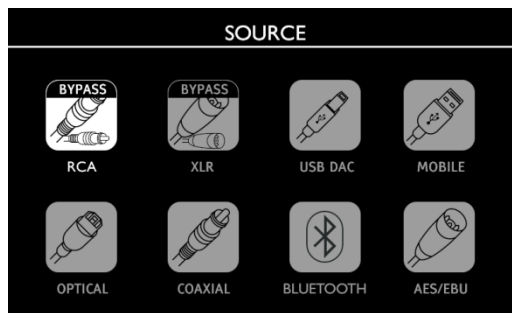 SOURCE
BYPASS BYPASS
RCA XLR USB DAC MOBILE
OPTICAL COAXIAL BLUETOOTH AES/EBU